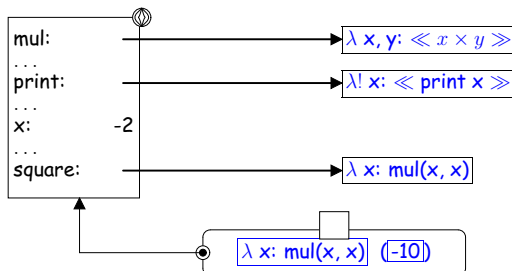 mul: λ x, y: ≪ x × y ≫
. . .
print: λ! x: ≪ print x ≫
. . .
x: -2
. . .
square: λ x: mul(x, x)
λ x: mul(x, x) (-10)